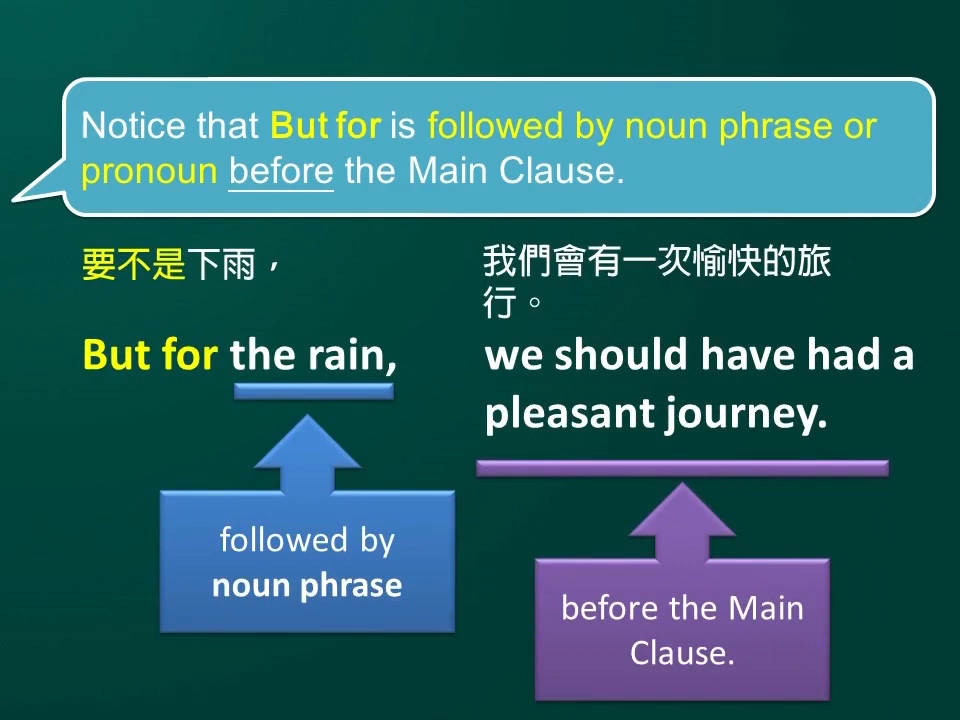 Notice that But for is followed by noun phrase or
pronoun before the Main Clause.
要不是下雨，
我們會有一次愉快的旅
行。
But for the rain,
we should have had a
pleasant journey.
followed by
noun phrase
before the Main
Clause.